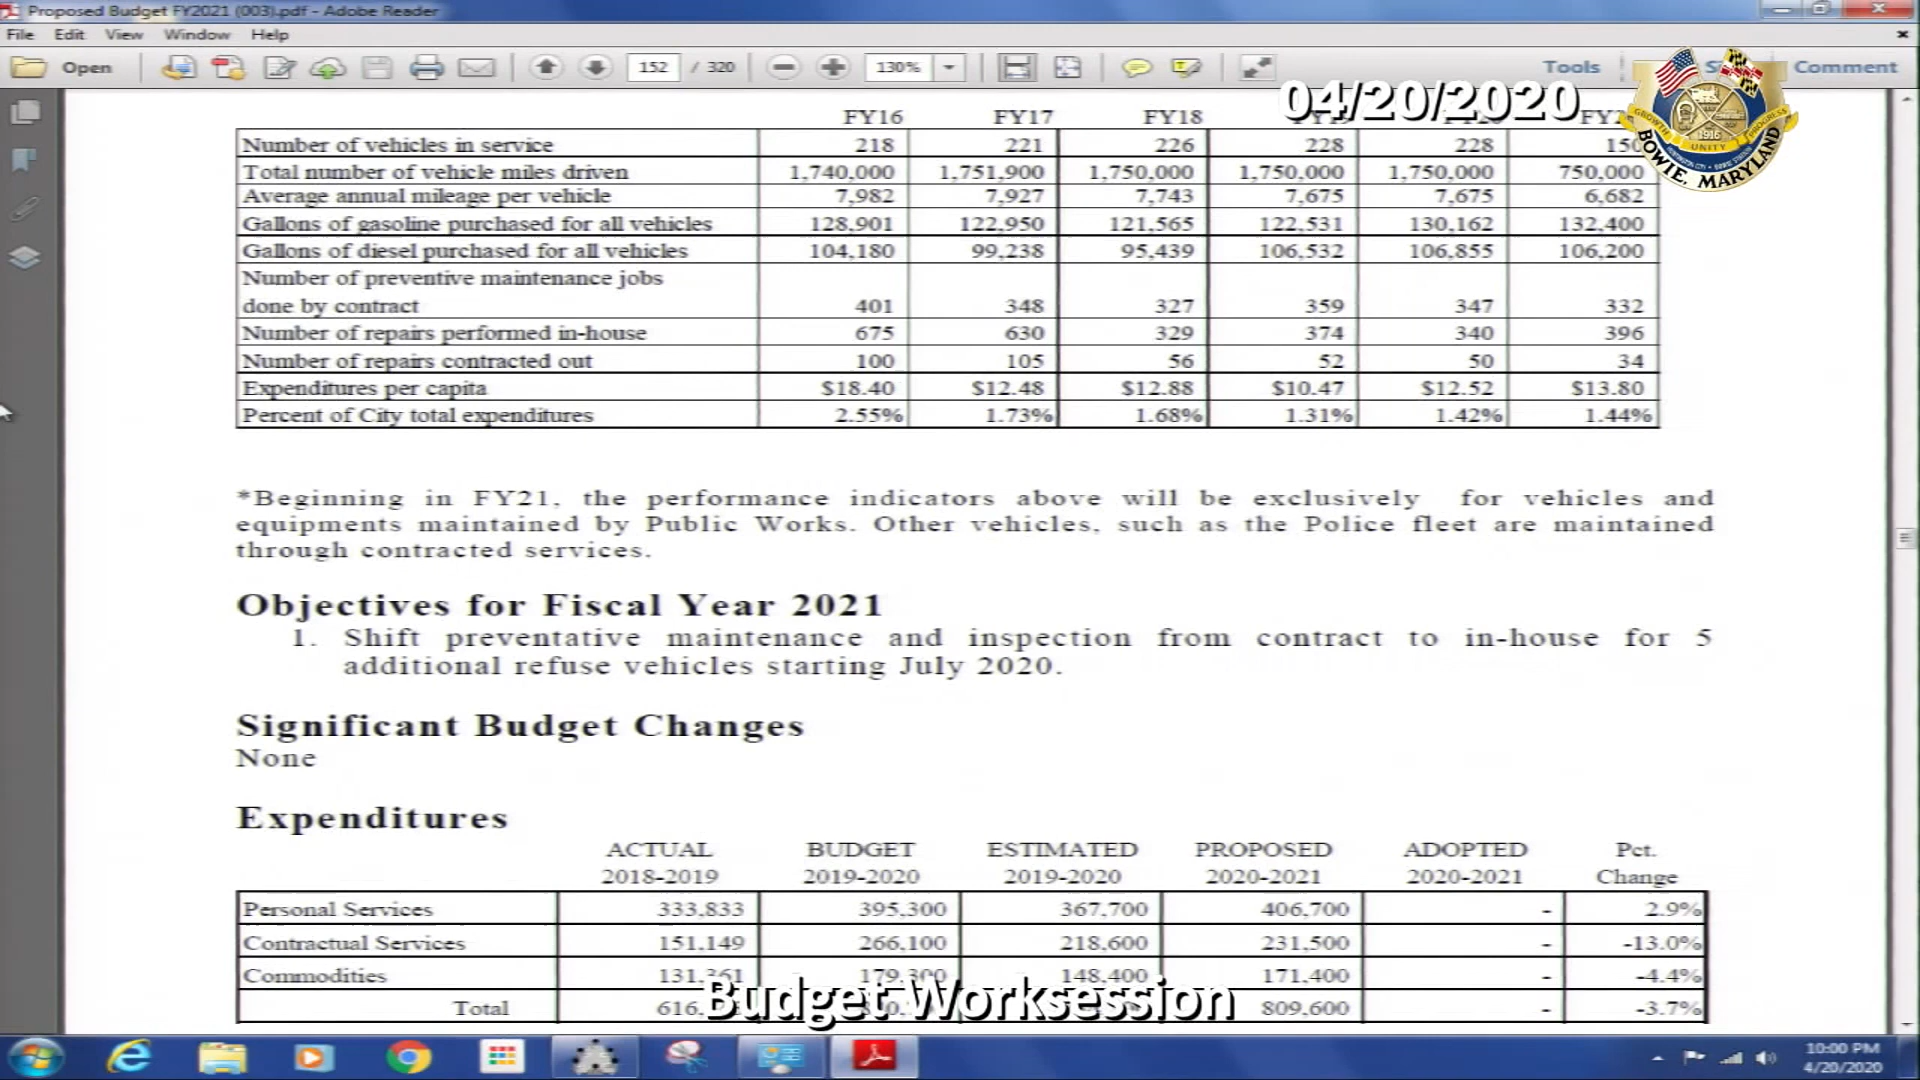 Proposed Budget FY2021 (003).pdf - Adobe Reader
File Edit View Window Help
Open 152 / 320 130% Tools Comment
04/20/2020
FY16 FY17 FY18
Number of vehicles in service 218 221 226 228 228 150
Total number of vehicle miles driven 1,740,000 1,751,900 1,750,000 1,750,000 1,750,000 750,000
Average annual mileage per vehicle 7,982 7,927 7,743 7,675 7,675 6,682
Gallons of gasoline purchased for all vehicles 128,901 122,950 121,565 122,531 130,162 132,400
Gallons of diesel purchased for all vehicles 104,180 99,238 95,439 106,532 106,855 106,200
Number of preventive maintenance jobs
done by contract 401 348 327 359 347 332
Number of repairs performed in-house 675 630 329 374 340 396
Number of repairs contracted out 100 105 56 52 50 34
Expenditures per capita $18.40 $12.48 $12.88 $10.47 $12.52 $13.80
Percent of City total expenditures 2.55% 1.73% 1.68% 1.31% 1.42% 1.44%
GROWTH PROGRESS
1916
UNITY
BOWIE, MARYLAND
*Beginning in FY21, the performance indicators above will be exclusively for vehicles and
equipments maintained by Public Works. Other vehicles, such as the Police fleet are maintained
through contracted services.
Objectives for Fiscal Year 2021
1. Shift preventative maintenance and inspection from contract to in-house for 5
additional refuse vehicles starting July 2020.
Significant Budget Changes
None
Expenditures
ACTUAL BUDGET ESTIMATED PROPOSED ADOPTED Pct.
2018-2019 2019-2020 2019-2020 2020-2021 2020-2021 Change
Personal Services 333,833 395,300 367,700 406,700 - 2.9%
Contractual Services 151,149 266,100 218,600 231,500 - -13.0%
Commodities 131,361 179,300 148,400 171,400 - -4.4%
Total 809,600 - -3.7%
Budget Worksession
10:00 PM
4/20/2020